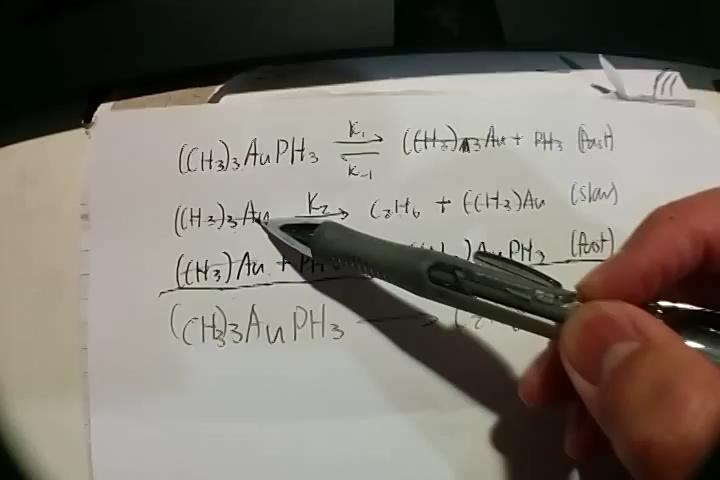 (CH3)3AuPH3 K1 K-1 (CH3)3Au + PH3 (fast)
(CH3)3Au K2 → C2H6 + (CH3)Au (slow)
(CH3)Au + PH3 AuPH3 (fast)
(CH3)3AuPH3 →